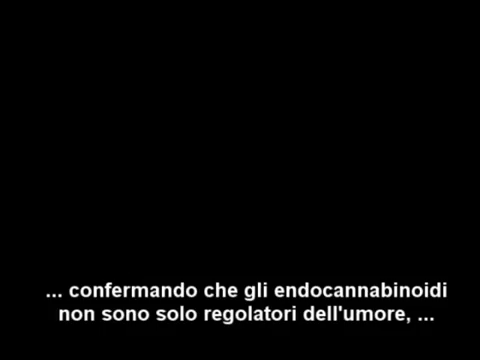 ... confermando che gli endocannabinoidi
non sono solo regolatori dell'umore, ...